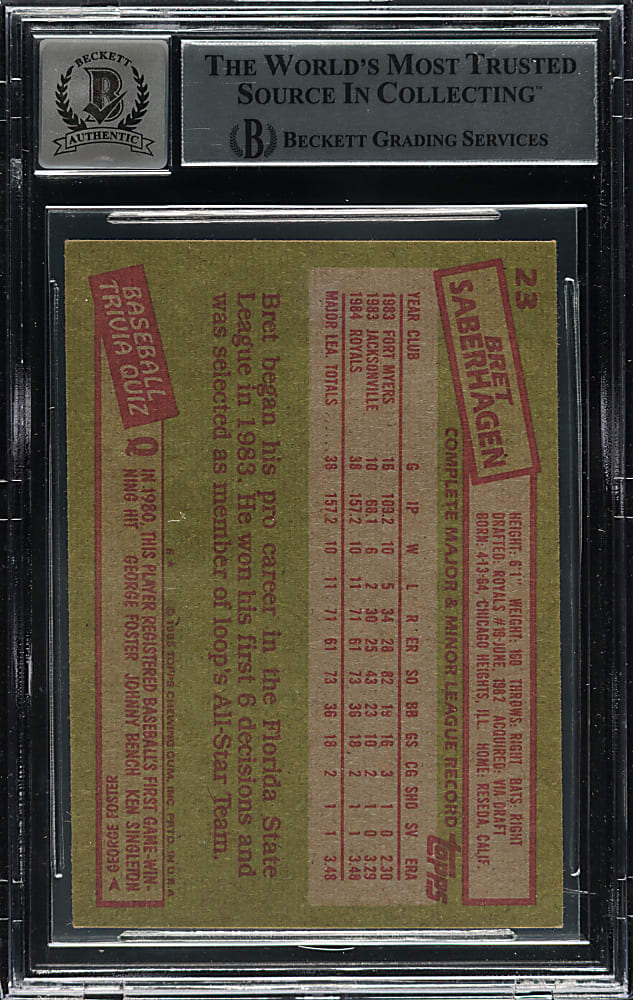 BECKETT
B
AUTHENTIC
THE WORLD'S MOST TRUSTED
SOURCE IN COLLECTING™
B BECKETT GRADING SERVICES
23
BRET
SABERHAGEN
HEIGHT: 6'1" WEIGHT: 160 THROWS: RIGHT BATS: RIGHT
DRAFTED: ROYALS #19-JUNE, 1982 ACQUIRED: VIA DRAFT
BORN: 4-13-64, CHICAGO HEIGHTS, ILL. HOME: RESEDA, CALIF.
COMPLETE MAJOR & MINOR LEAGUE RECORD
topps
YEAR CLUB G IP W L R ER SO BB GS CG SHO SV ERA
1983 FORT MYERS 16 109.2 10 5 34 28 82 19 16 3 1 0 2.30
1983 JACKSONVILLE 10 68.1 6 2 30 25 43 23 10 2 1 0 3.29
1984 ROYALS 38 157.2 10 11 71 61 73 36 18 2 1 1 3.48
MAJOR LEA. TOTALS ...... 38 157.2 10 11 71 61 73 36 18 2 1 1 3.48
Bret began his pro career in the Florida State
League in 1983. He won his first 6 decisions and
was selected as member of loop's All-Star Team.
6* © 1985 TOPPS CHEWING GUM, INC. PRTD. IN U.S.A.
BASEBALL
TRIVIA QUIZ
Q IN 1980, THIS PLAYER REGISTERED BASEBALL'S FIRST GAME-WIN-
NING HIT GEORGE FOSTER JOHNNY BENCH KEN SINGLETON
A GEORGE FOSTER